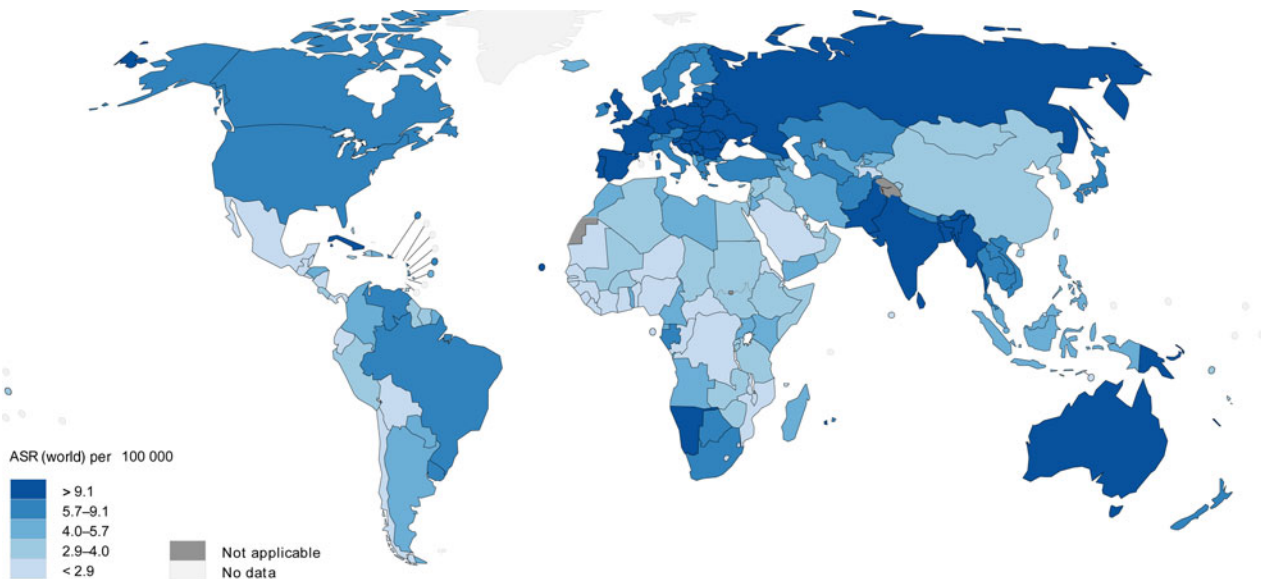 ASR (world) per 100 000
> 9.1
5.7–9.1
4.0–5.7
2.9–4.0
< 2.9
Not applicable
No data